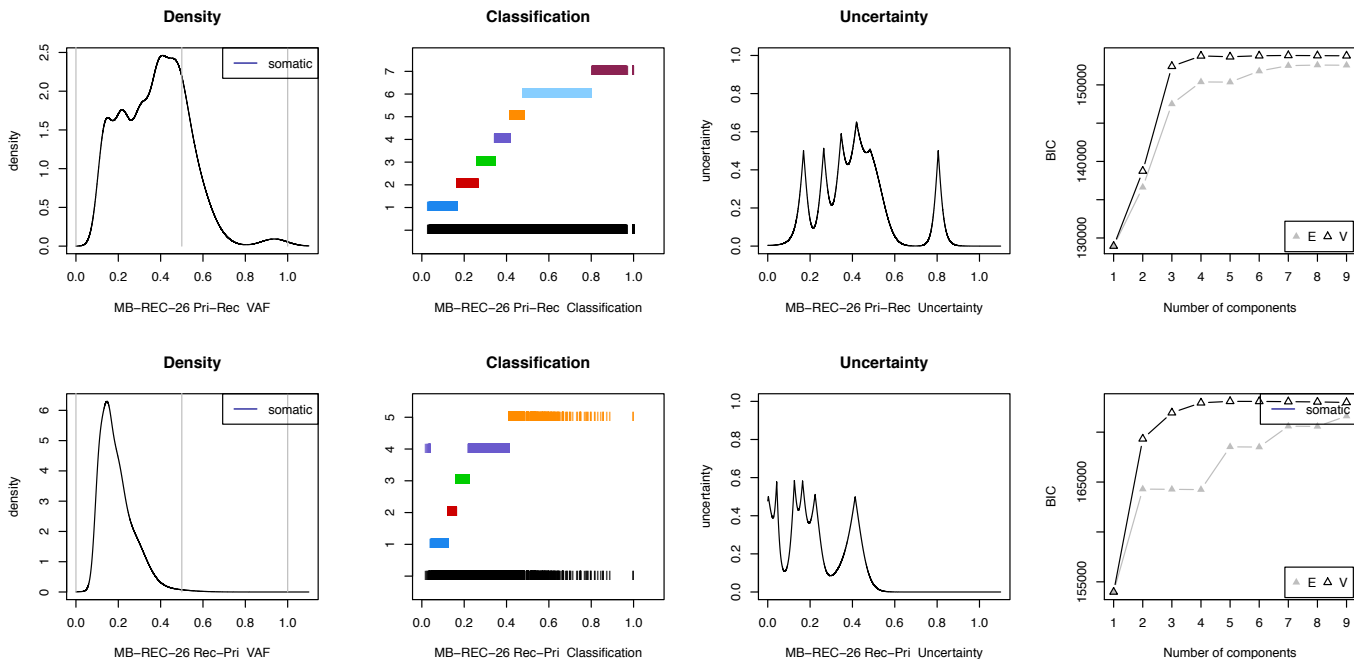 Density
Classification
Uncertainty
density
0.0 0.5 1.0 1.5 2.0 2.5
somatic
0.0 0.2 0.4 0.6 0.8 1.0
MB−REC−26 Pri−Rec VAF
1 2 3 4 5 6 7
0.0 0.2 0.4 0.6 0.8 1.0
MB−REC−26 Pri−Rec Classification
uncertainty
0.0 0.2 0.4 0.6 0.8 1.0
0.0 0.2 0.4 0.6 0.8 1.0
MB−REC−26 Pri−Rec Uncertainty
BIC
130000 140000 150000
E V
1 2 3 4 5 6 7 8 9
Number of components
Density
Classification
Uncertainty
density
0 1 2 3 4 5 6
somatic
0.0 0.2 0.4 0.6 0.8 1.0
MB−REC−26 Rec−Pri VAF
1 2 3 4 5
0.0 0.2 0.4 0.6 0.8 1.0
MB−REC−26 Rec−Pri Classification
uncertainty
0.0 0.2 0.4 0.6 0.8 1.0
0.0 0.2 0.4 0.6 0.8 1.0
MB−REC−26 Rec−Pri Uncertainty
BIC
155000 165000
somatic
E V
1 2 3 4 5 6 7 8 9
Number of components